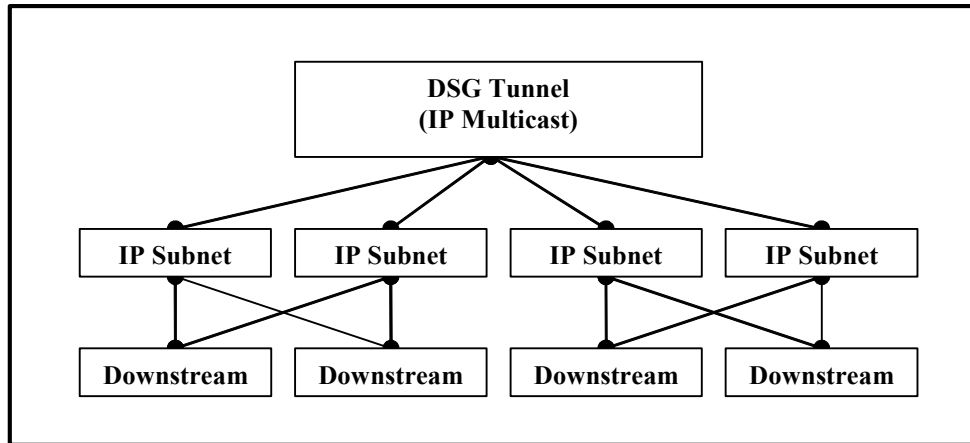 DSG Tunnel
(IP Multicast)
IP Subnet
IP Subnet
IP Subnet
IP Subnet
Downstream
Downstream
Downstream
Downstream